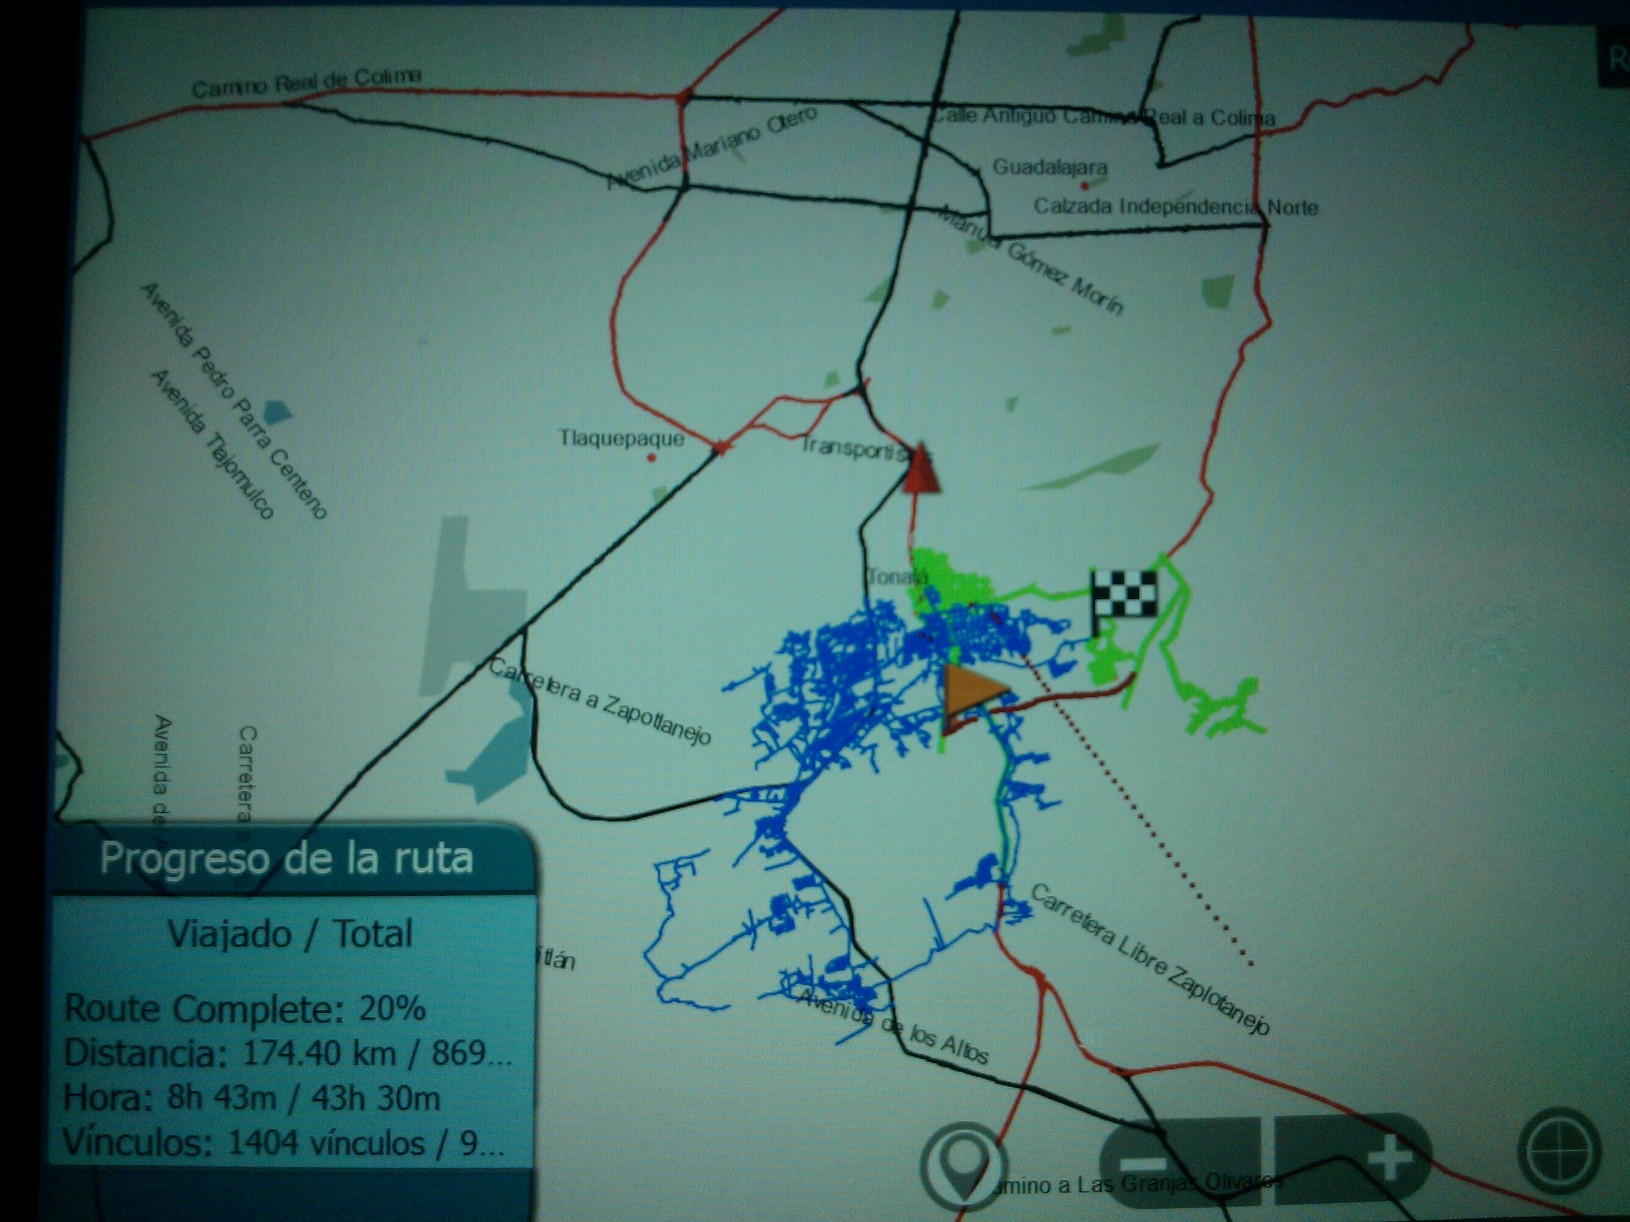 R
Camino Real de Colima
Avenida Mariano Otero
Calle Antiguo Camino Real a Colima
Guadalajara
Calzada Independencia Norte
Manuel Gómez Morín
Avenida Pedro Parra Centeno
Avenida Tlajomulco
Tlaquepaque
Tonalá
Carretera a Zapotlanejo
Avenida de
Carretera
Progreso de la ruta
Viajado / Total
Route Complete: 20%
Distancia: 174.40 km / 869...
Hora: 8h 43m / 43h 30m
Vínculos: 1404 vínculos / 9...
itlán
Carretera Libre Zaplotanejo
Avenida de los Altos
amino a Las Granjas Olivares